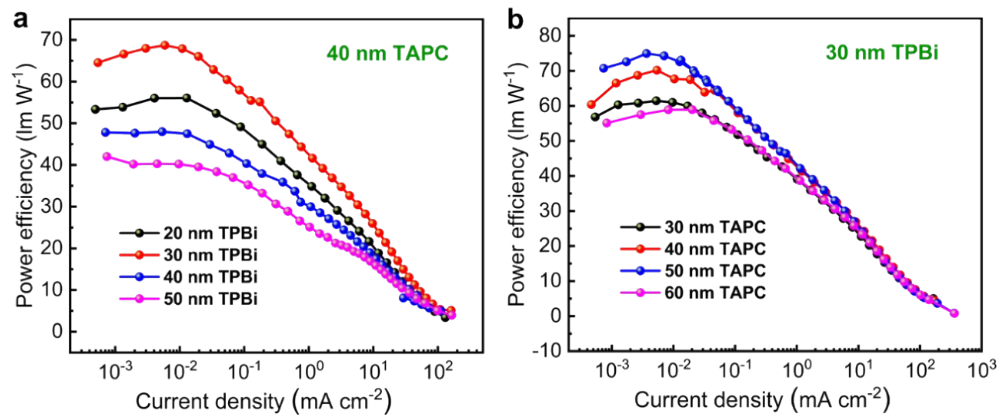 a
40 nm TAPC
Power efficiency (lm W⁻¹)
70
60
50
40
30
20
10
0
20 nm TPBi
30 nm TPBi
40 nm TPBi
50 nm TPBi
10⁻³ 10⁻² 10⁻¹ 10⁰ 10¹ 10²
Current density (mA cm⁻²)
b
30 nm TPBi
Power efficiency (lm W⁻¹)
80
70
60
50
40
30
20
10
0
-10
30 nm TAPC
40 nm TAPC
50 nm TAPC
60 nm TAPC
10⁻³ 10⁻² 10⁻¹ 10⁰ 10¹ 10² 10³
Current density (mA cm⁻²)